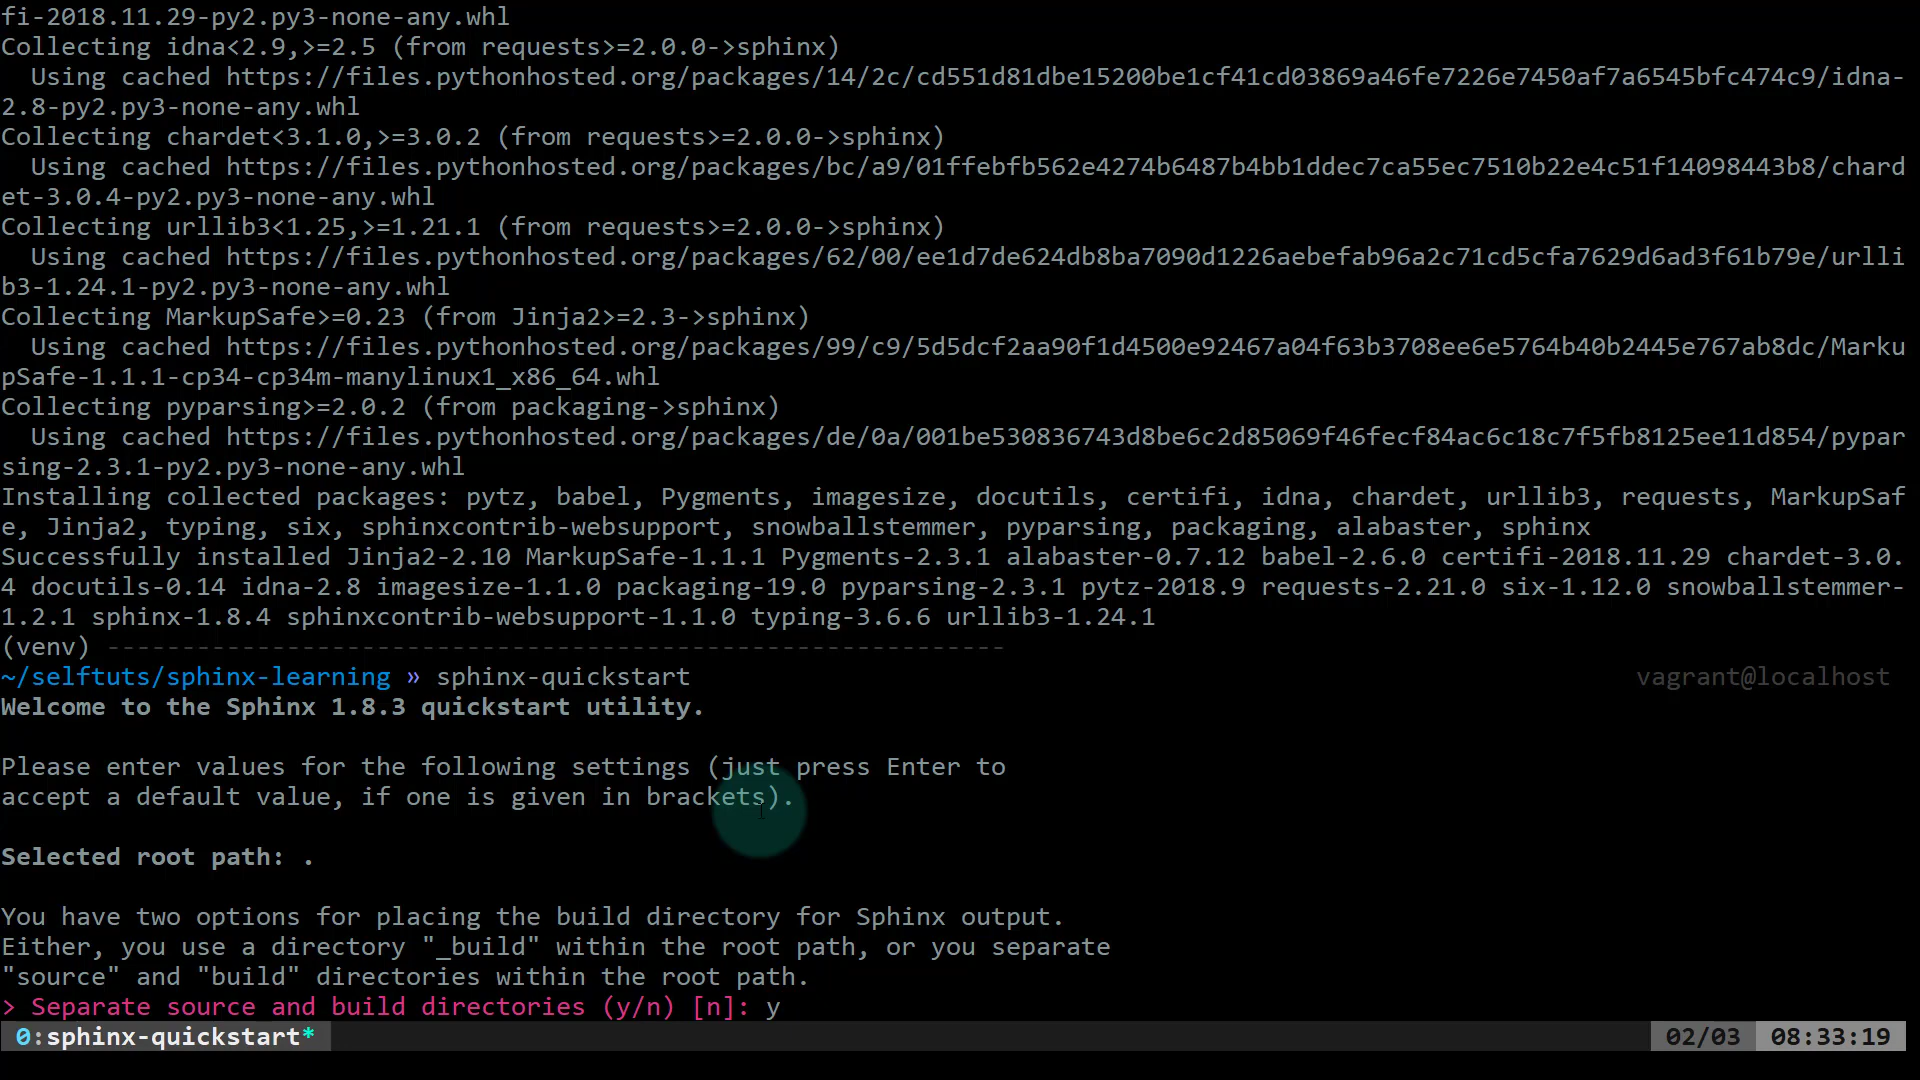 fi-2018.11.29-py2.py3-none-any.whl
Collecting idna<2.9,>=2.5 (from requests>=2.0.0->sphinx)
  Using cached https://files.pythonhosted.org/packages/14/2c/cd551d81dbe15200be1cf41cd03869a46fe7226e7450af7a6545bfc474c9/idna-
2.8-py2.py3-none-any.whl
Collecting chardet<3.1.0,>=3.0.2 (from requests>=2.0.0->sphinx)
  Using cached https://files.pythonhosted.org/packages/bc/a9/01ffebfb562e4274b6487b4bb1ddec7ca55ec7510b22e4c51f14098443b8/chard
et-3.0.4-py2.py3-none-any.whl
Collecting urllib3<1.25,>=1.21.1 (from requests>=2.0.0->sphinx)
  Using cached https://files.pythonhosted.org/packages/62/00/ee1d7de624db8ba7090d1226aebefab96a2c71cd5cfa7629d6ad3f61b79e/urlli
b3-1.24.1-py2.py3-none-any.whl
Collecting MarkupSafe>=0.23 (from Jinja2>=2.3->sphinx)
  Using cached https://files.pythonhosted.org/packages/99/c9/5d5dcf2aa90f1d4500e92467a04f63b3708ee6e5764b40b2445e767ab8dc/Marku
pSafe-1.1.1-cp34-cp34m-manylinux1_x86_64.whl
Collecting pyparsing>=2.0.2 (from packaging->sphinx)
  Using cached https://files.pythonhosted.org/packages/de/0a/001be530836743d8be6c2d85069f46fecf84ac6c18c7f5fb8125ee11d854/pypar
sing-2.3.1-py2.py3-none-any.whl
Installing collected packages: pytz, babel, Pygments, imagesize, docutils, certifi, idna, chardet, urllib3, requests, MarkupSaf
e, Jinja2, typing, six, sphinxcontrib-websupport, snowballstemmer, pyparsing, packaging, alabaster, sphinx
Successfully installed Jinja2-2.10 MarkupSafe-1.1.1 Pygments-2.3.1 alabaster-0.7.12 babel-2.6.0 certifi-2018.11.29 chardet-3.0.
4 docutils-0.14 idna-2.8 imagesize-1.1.0 packaging-19.0 pyparsing-2.3.1 pytz-2018.9 requests-2.21.0 six-1.12.0 snowballstemmer-
1.2.1 sphinx-1.8.4 sphinxcontrib-websupport-1.1.0 typing-3.6.6 urllib3-1.24.1
(venv) ------------------------------------------------------------
~/selftuts/sphinx-learning » sphinx-quickstart vagrant@localhost
Welcome to the Sphinx 1.8.3 quickstart utility.
Please enter values for the following settings (just press Enter to
accept a default value, if one is given in brackets).
Selected root path: .
You have two options for placing the build directory for Sphinx output.
Either, you use a directory "_build" within the root path, or you separate
"source" and "build" directories within the root path.
> Separate source and build directories (y/n) [n]: y
0:sphinx-quickstart* 02/03 08:33:19